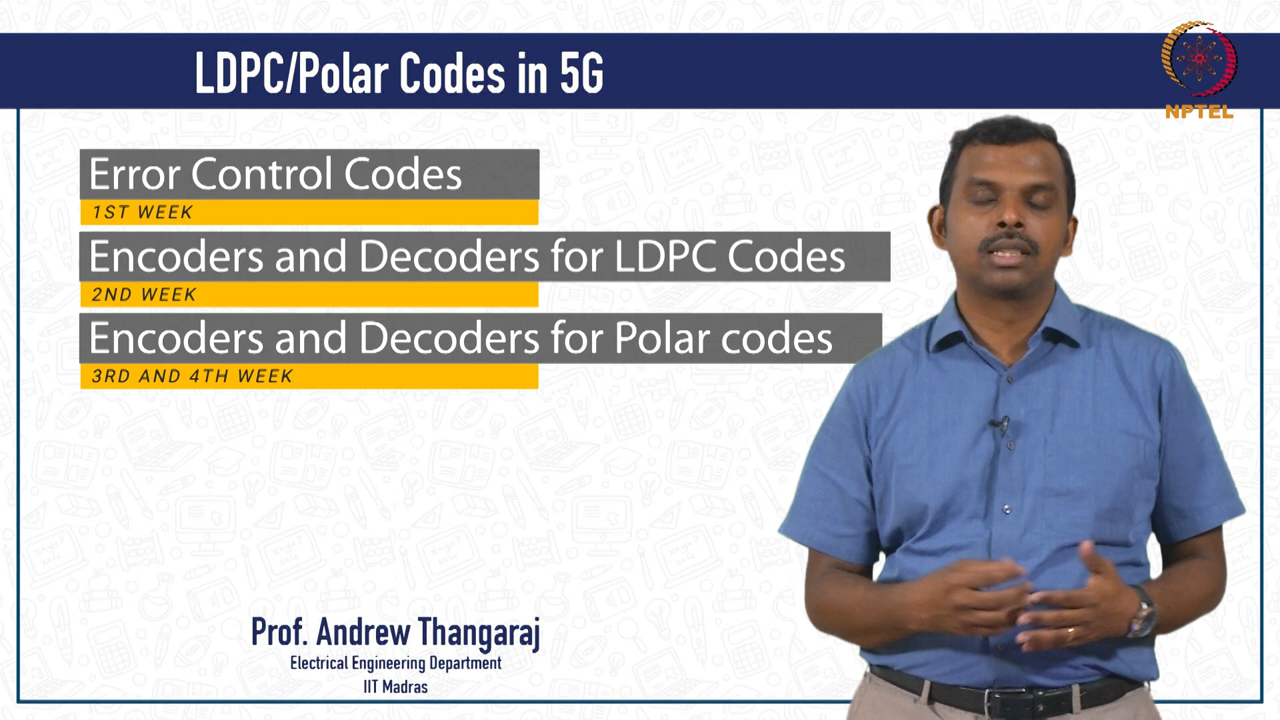 LDPC/Polar Codes in 5G
NPTEL
Error Control Codes
1ST WEEK
Encoders and Decoders for LDPC Codes
2ND WEEK
Encoders and Decoders for Polar codes
3RD AND 4TH WEEK
Prof. Andrew Thangaraj
Electrical Engineering Department
IIT Madras